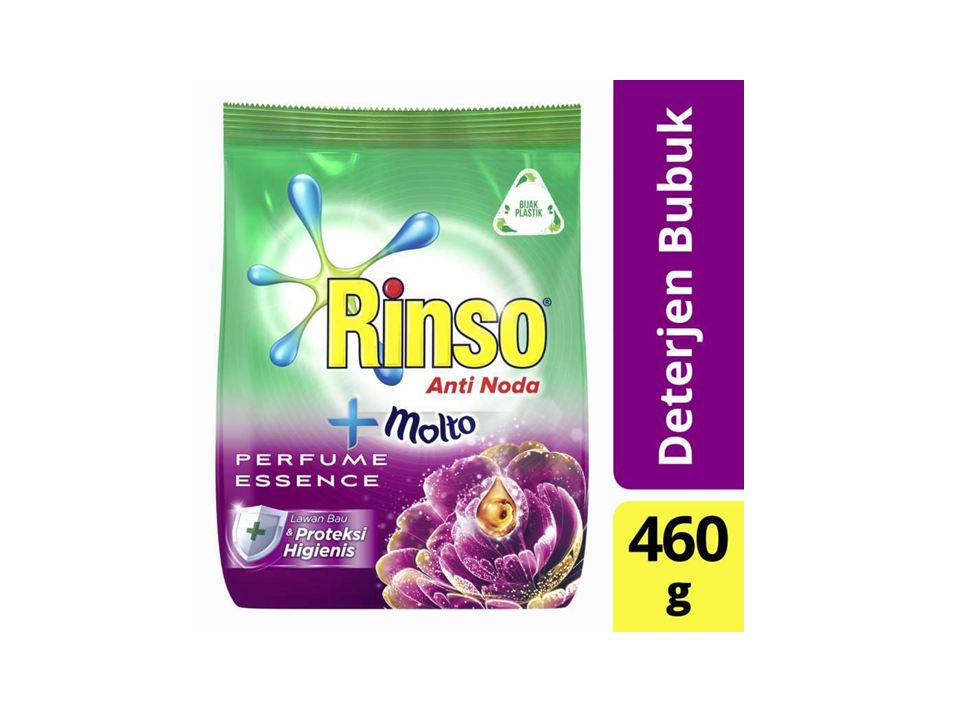 BIJAK
PLASTIK
Rinso®
Anti Noda
+ Molto
PERFUME
ESSENCE
Lawan Bau
& Proteksi
Higienis
Deterjen Bubuk
460
g